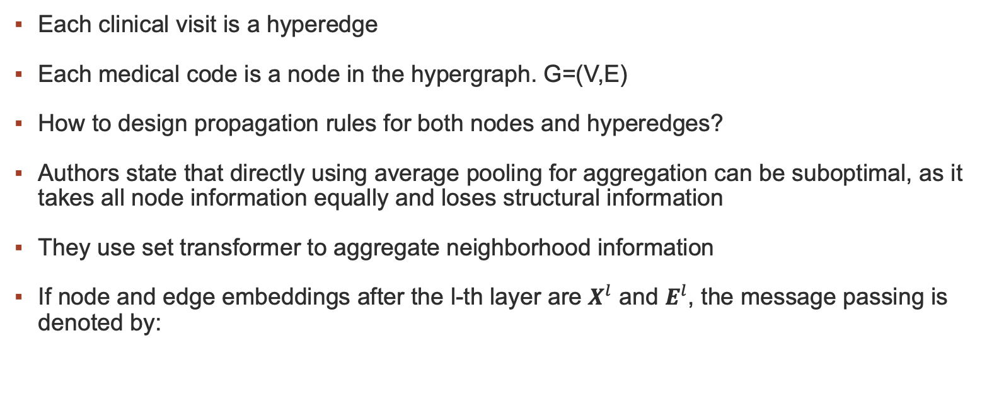 ▪ Each clinical visit is a hyperedge
▪ Each medical code is a node in the hypergraph. G=(V,E)
▪ How to design propagation rules for both nodes and hyperedges?
▪ Authors state that directly using average pooling for aggregation can be suboptimal, as it
takes all node information equally and loses structural information
▪ They use set transformer to aggregate neighborhood information
▪ If node and edge embeddings after the l-th layer are 𝑿ˡ and 𝑬ˡ, the message passing is
denoted by: